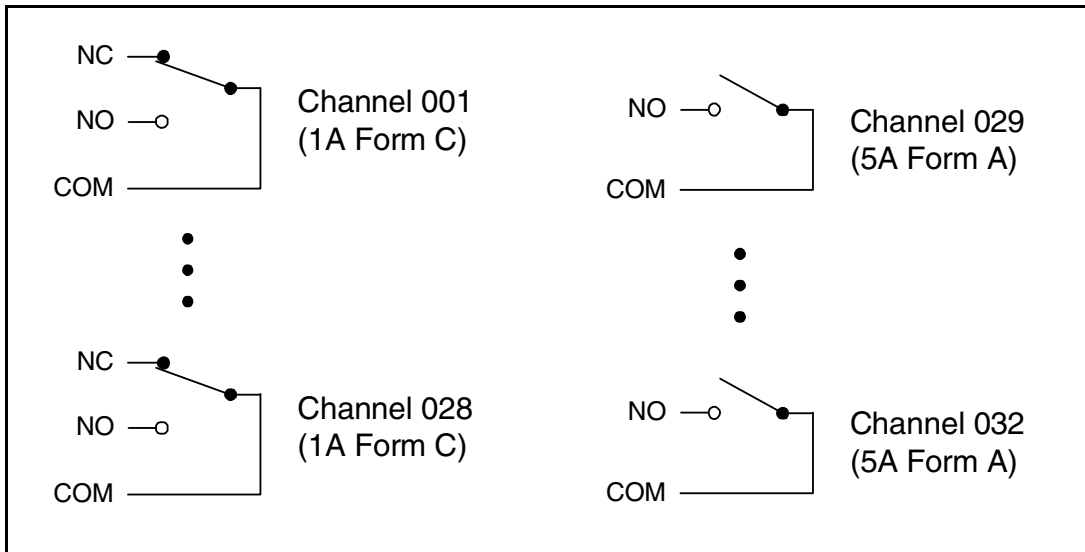 NC
NO
COM
Channel 001
(1A Form C)
NC
NO
COM
Channel 028
(1A Form C)
NO
COM
Channel 029
(5A Form A)
NO
COM
Channel 032
(5A Form A)